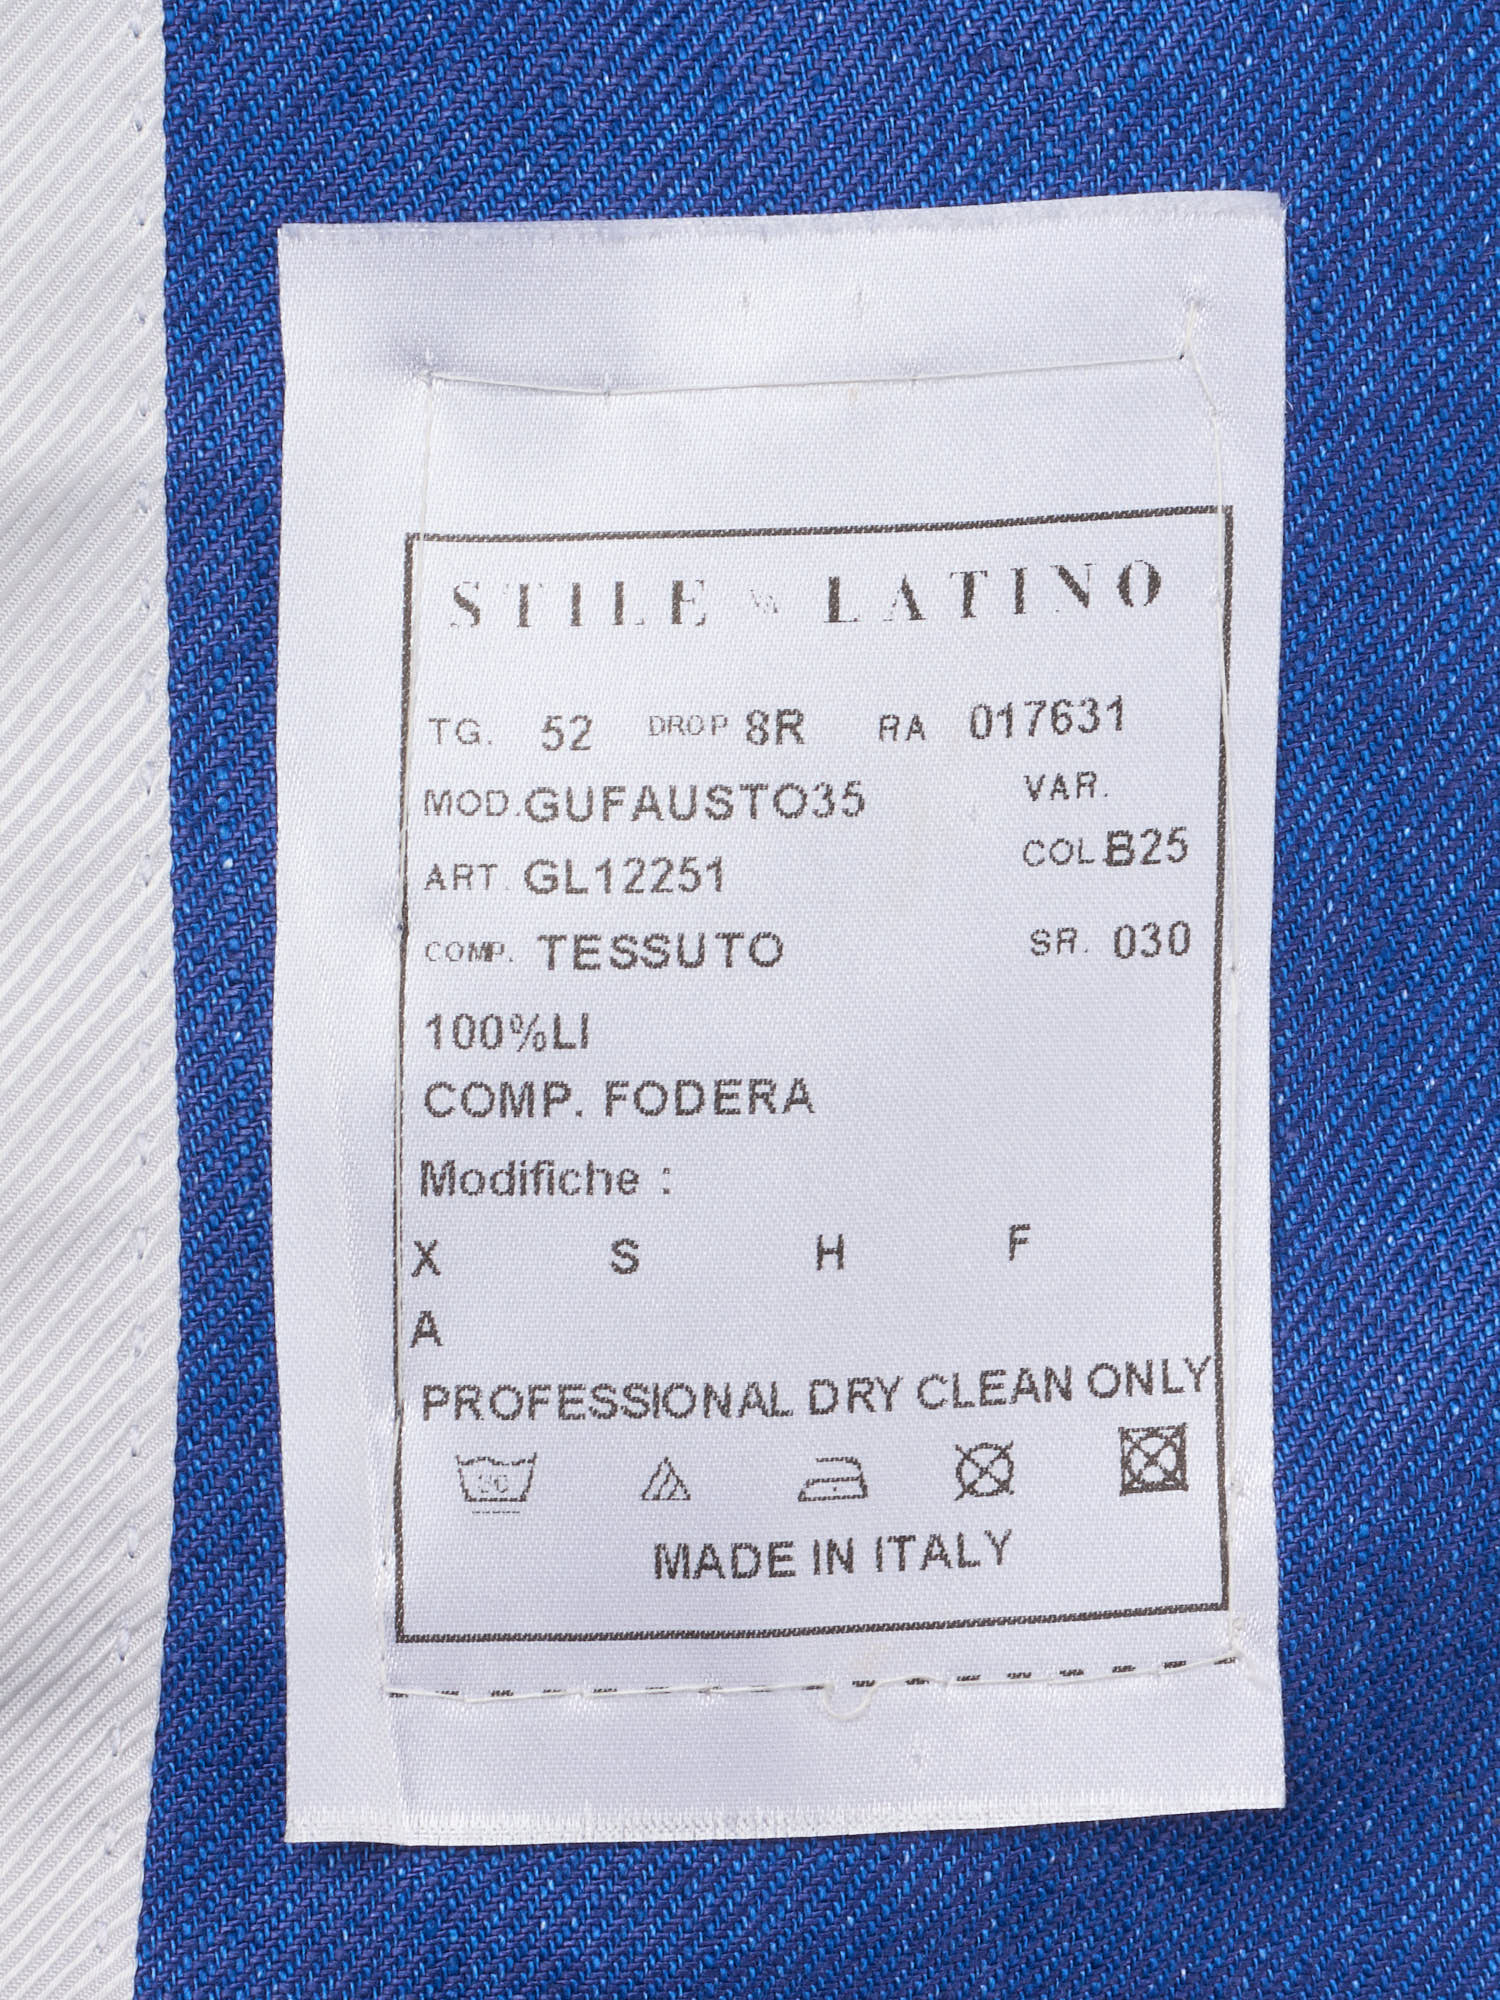 STILE LATINO
TG. 52 DROP 8R RA 017631
MOD. GUFAUSTO35 VAR.
ART. GL12251 COL B25
COMP. TESSUTO SR. 030
100%LI
COMP. FODERA
Modifiche :
X S H F
A
PROFESSIONAL DRY CLEAN ONLY
30
MADE IN ITALY